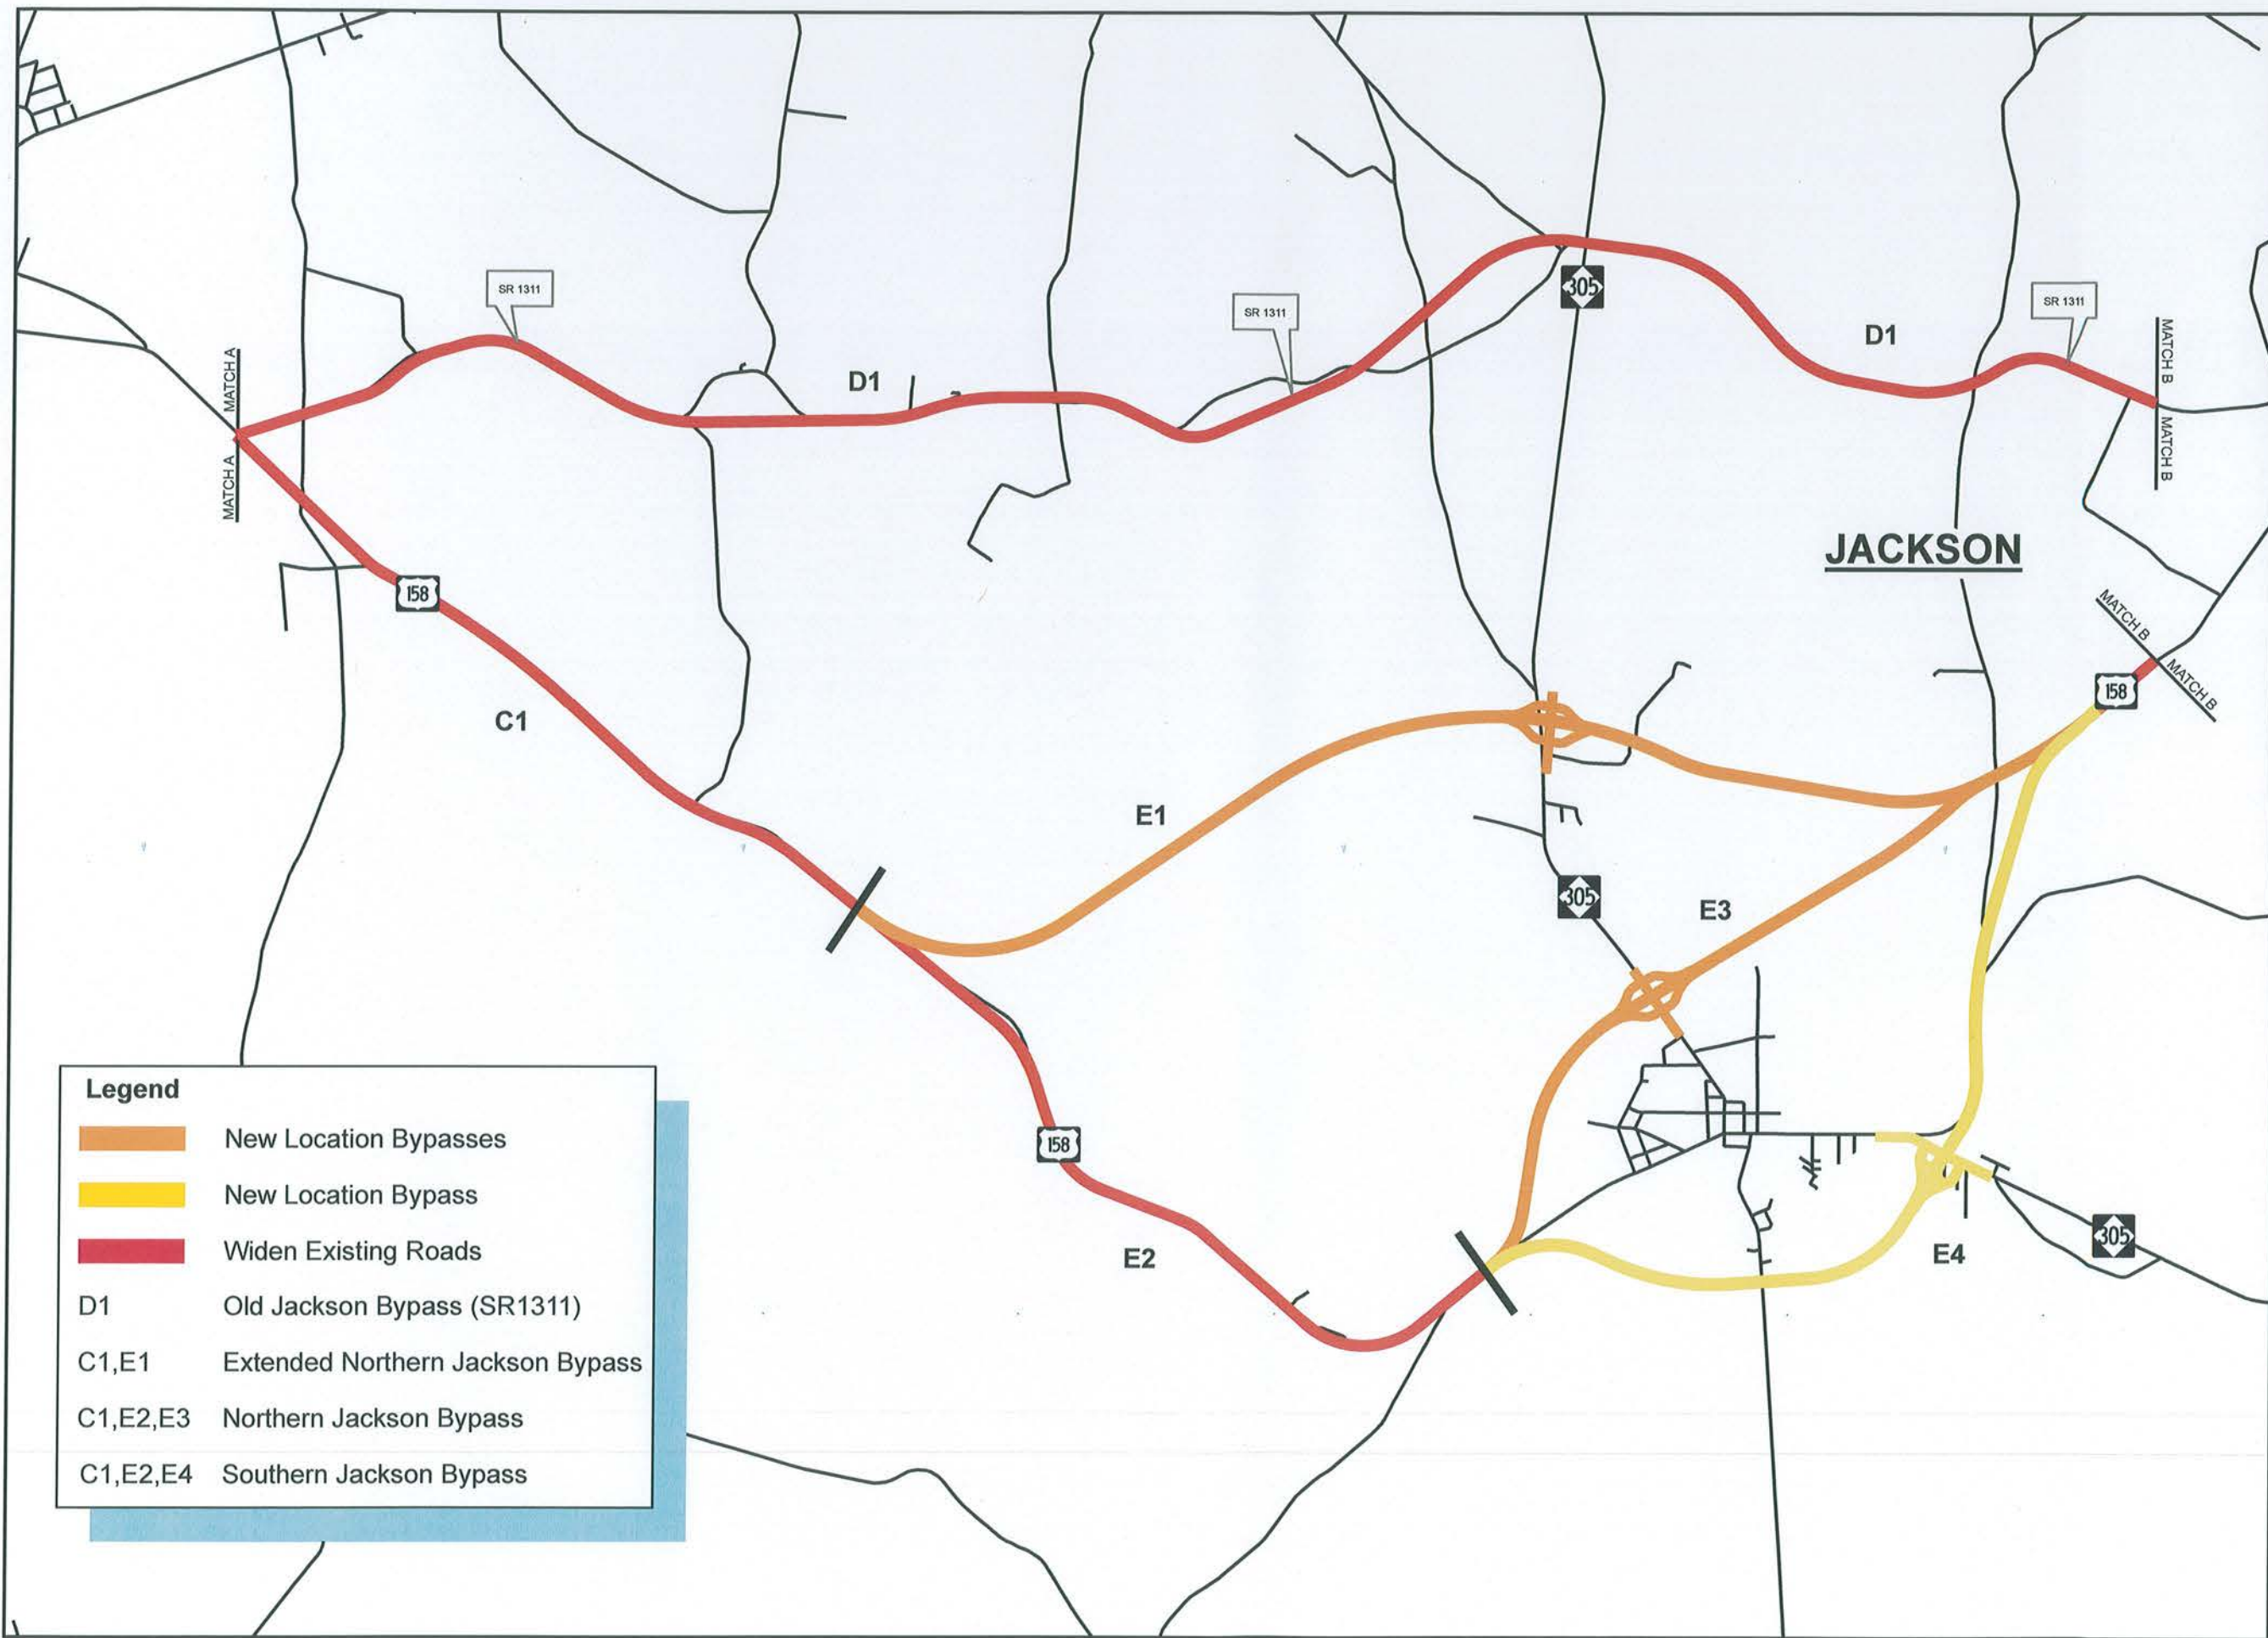 SR 1311
SR 1311
305
SR 1311
D1
D1
MATCH A
MATCH A
MATCH B
MATCH B
JACKSON
158
C1
MATCH B
MATCH B
158
E1
305
E3
158
E2
E4
305
Legend
New Location Bypasses
New Location Bypass
Widen Existing Roads
D1 Old Jackson Bypass (SR1311)
C1,E1 Extended Northern Jackson Bypass
C1,E2,E3 Northern Jackson Bypass
C1,E2,E4 Southern Jackson Bypass